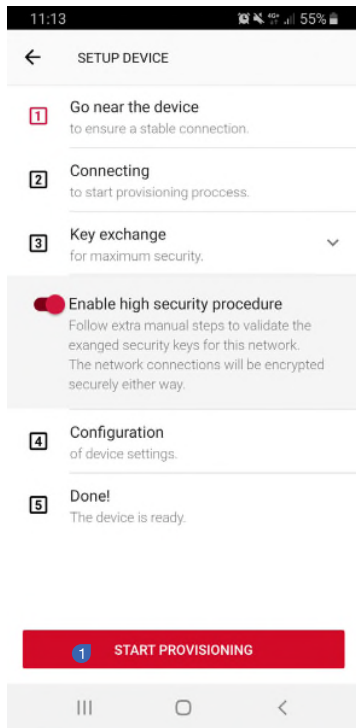 11:13
4G+
55%
SETUP DEVICE
1
Go near the device
to ensure a stable connection.
2
Connecting
to start provisioning proccess.
3
Key exchange
for maximum security.
Enable high security procedure
Follow extra manual steps to validate the
exanged security keys for this network.
The network connections will be encrypted
securely either way.
4
Configuration
of device settings.
5
Done!
The device is ready.
1 START PROVISIONING